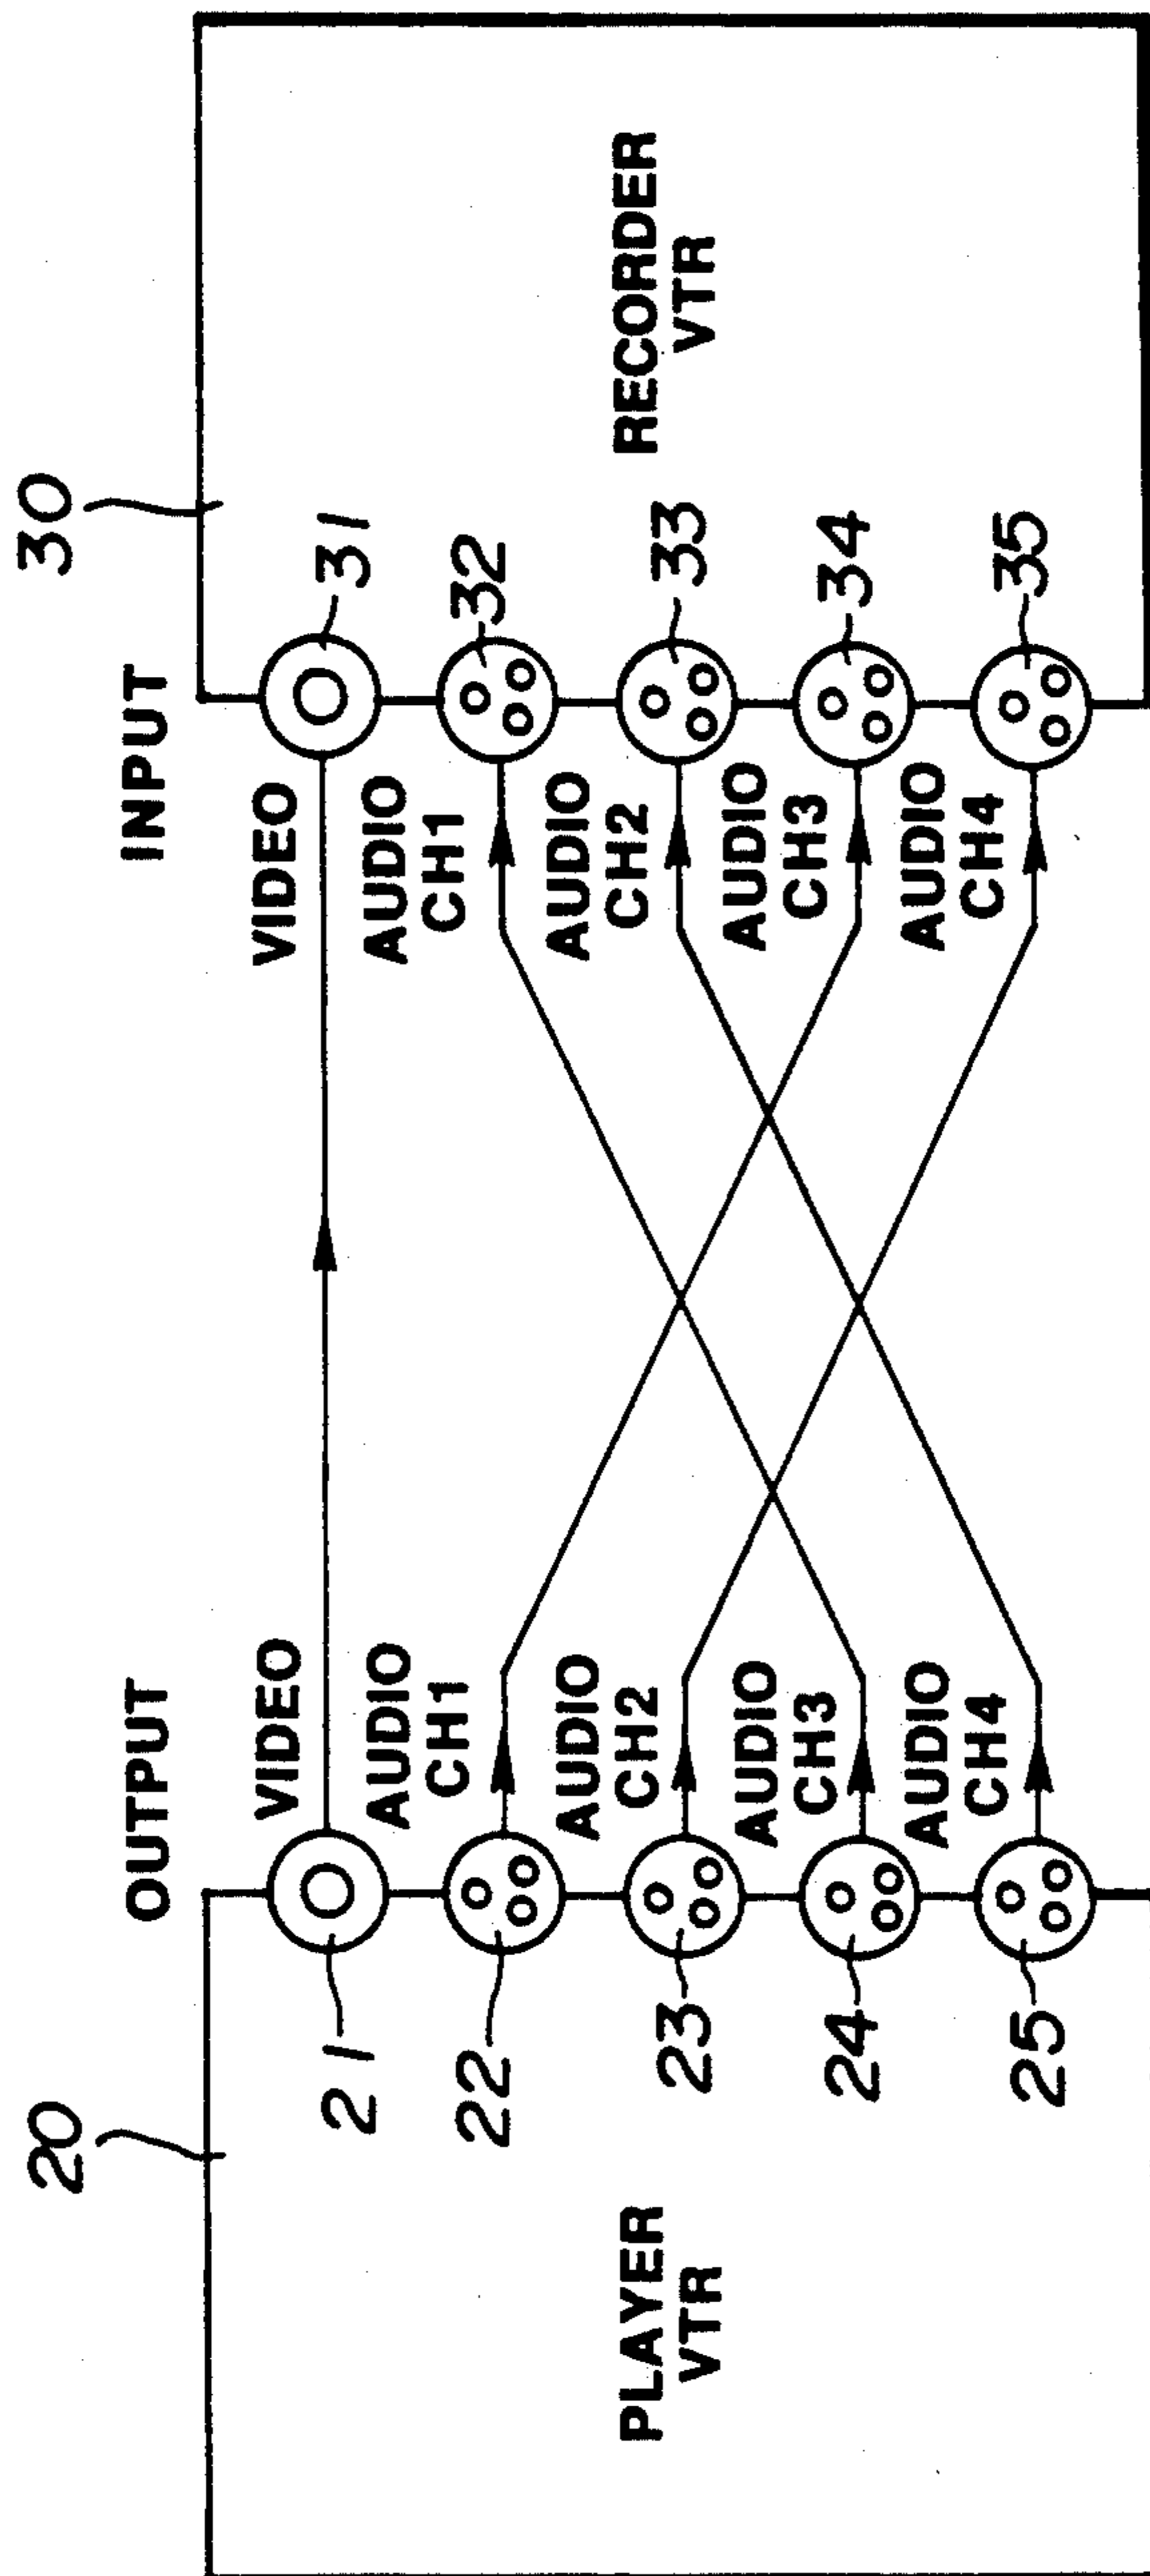 20
30
OUTPUT
INPUT
VIDEO
VIDEO
21
31
AUDIO
CH1
AUDIO
CH1
22
32
AUDIO
CH2
AUDIO
CH2
23
33
PLAYER
VTR
RECORDER
VTR
AUDIO
CH3
AUDIO
CH3
24
34
AUDIO
CH4
AUDIO
CH4
25
35